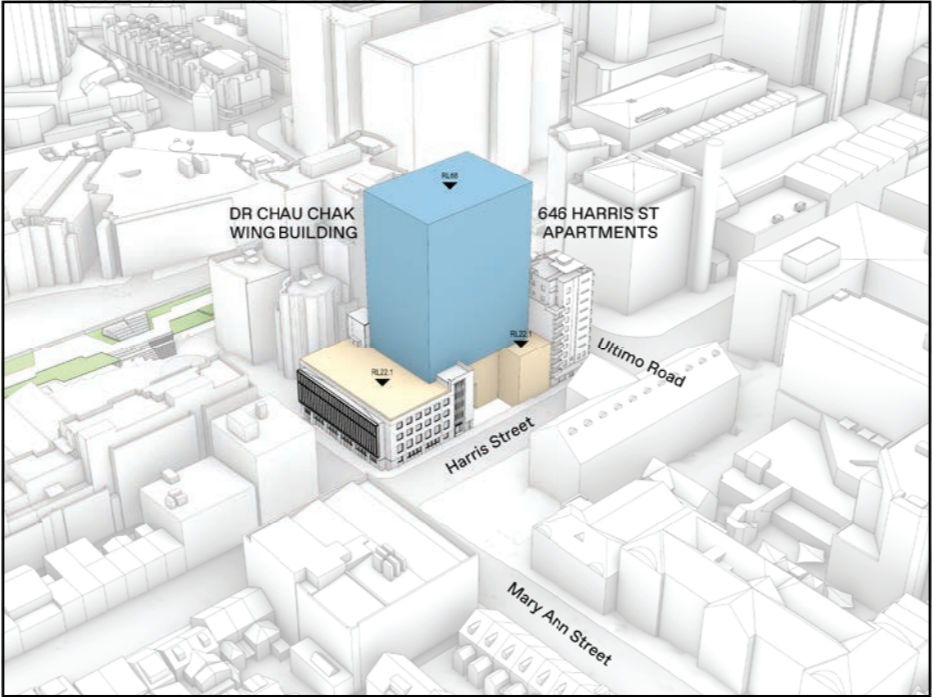 RL68
DR CHAU CHAK
WING BUILDING
646 HARRIS ST
APARTMENTS
RL22.1
RL22.1
Ultimo Road
Harris Street
Mary Ann Street